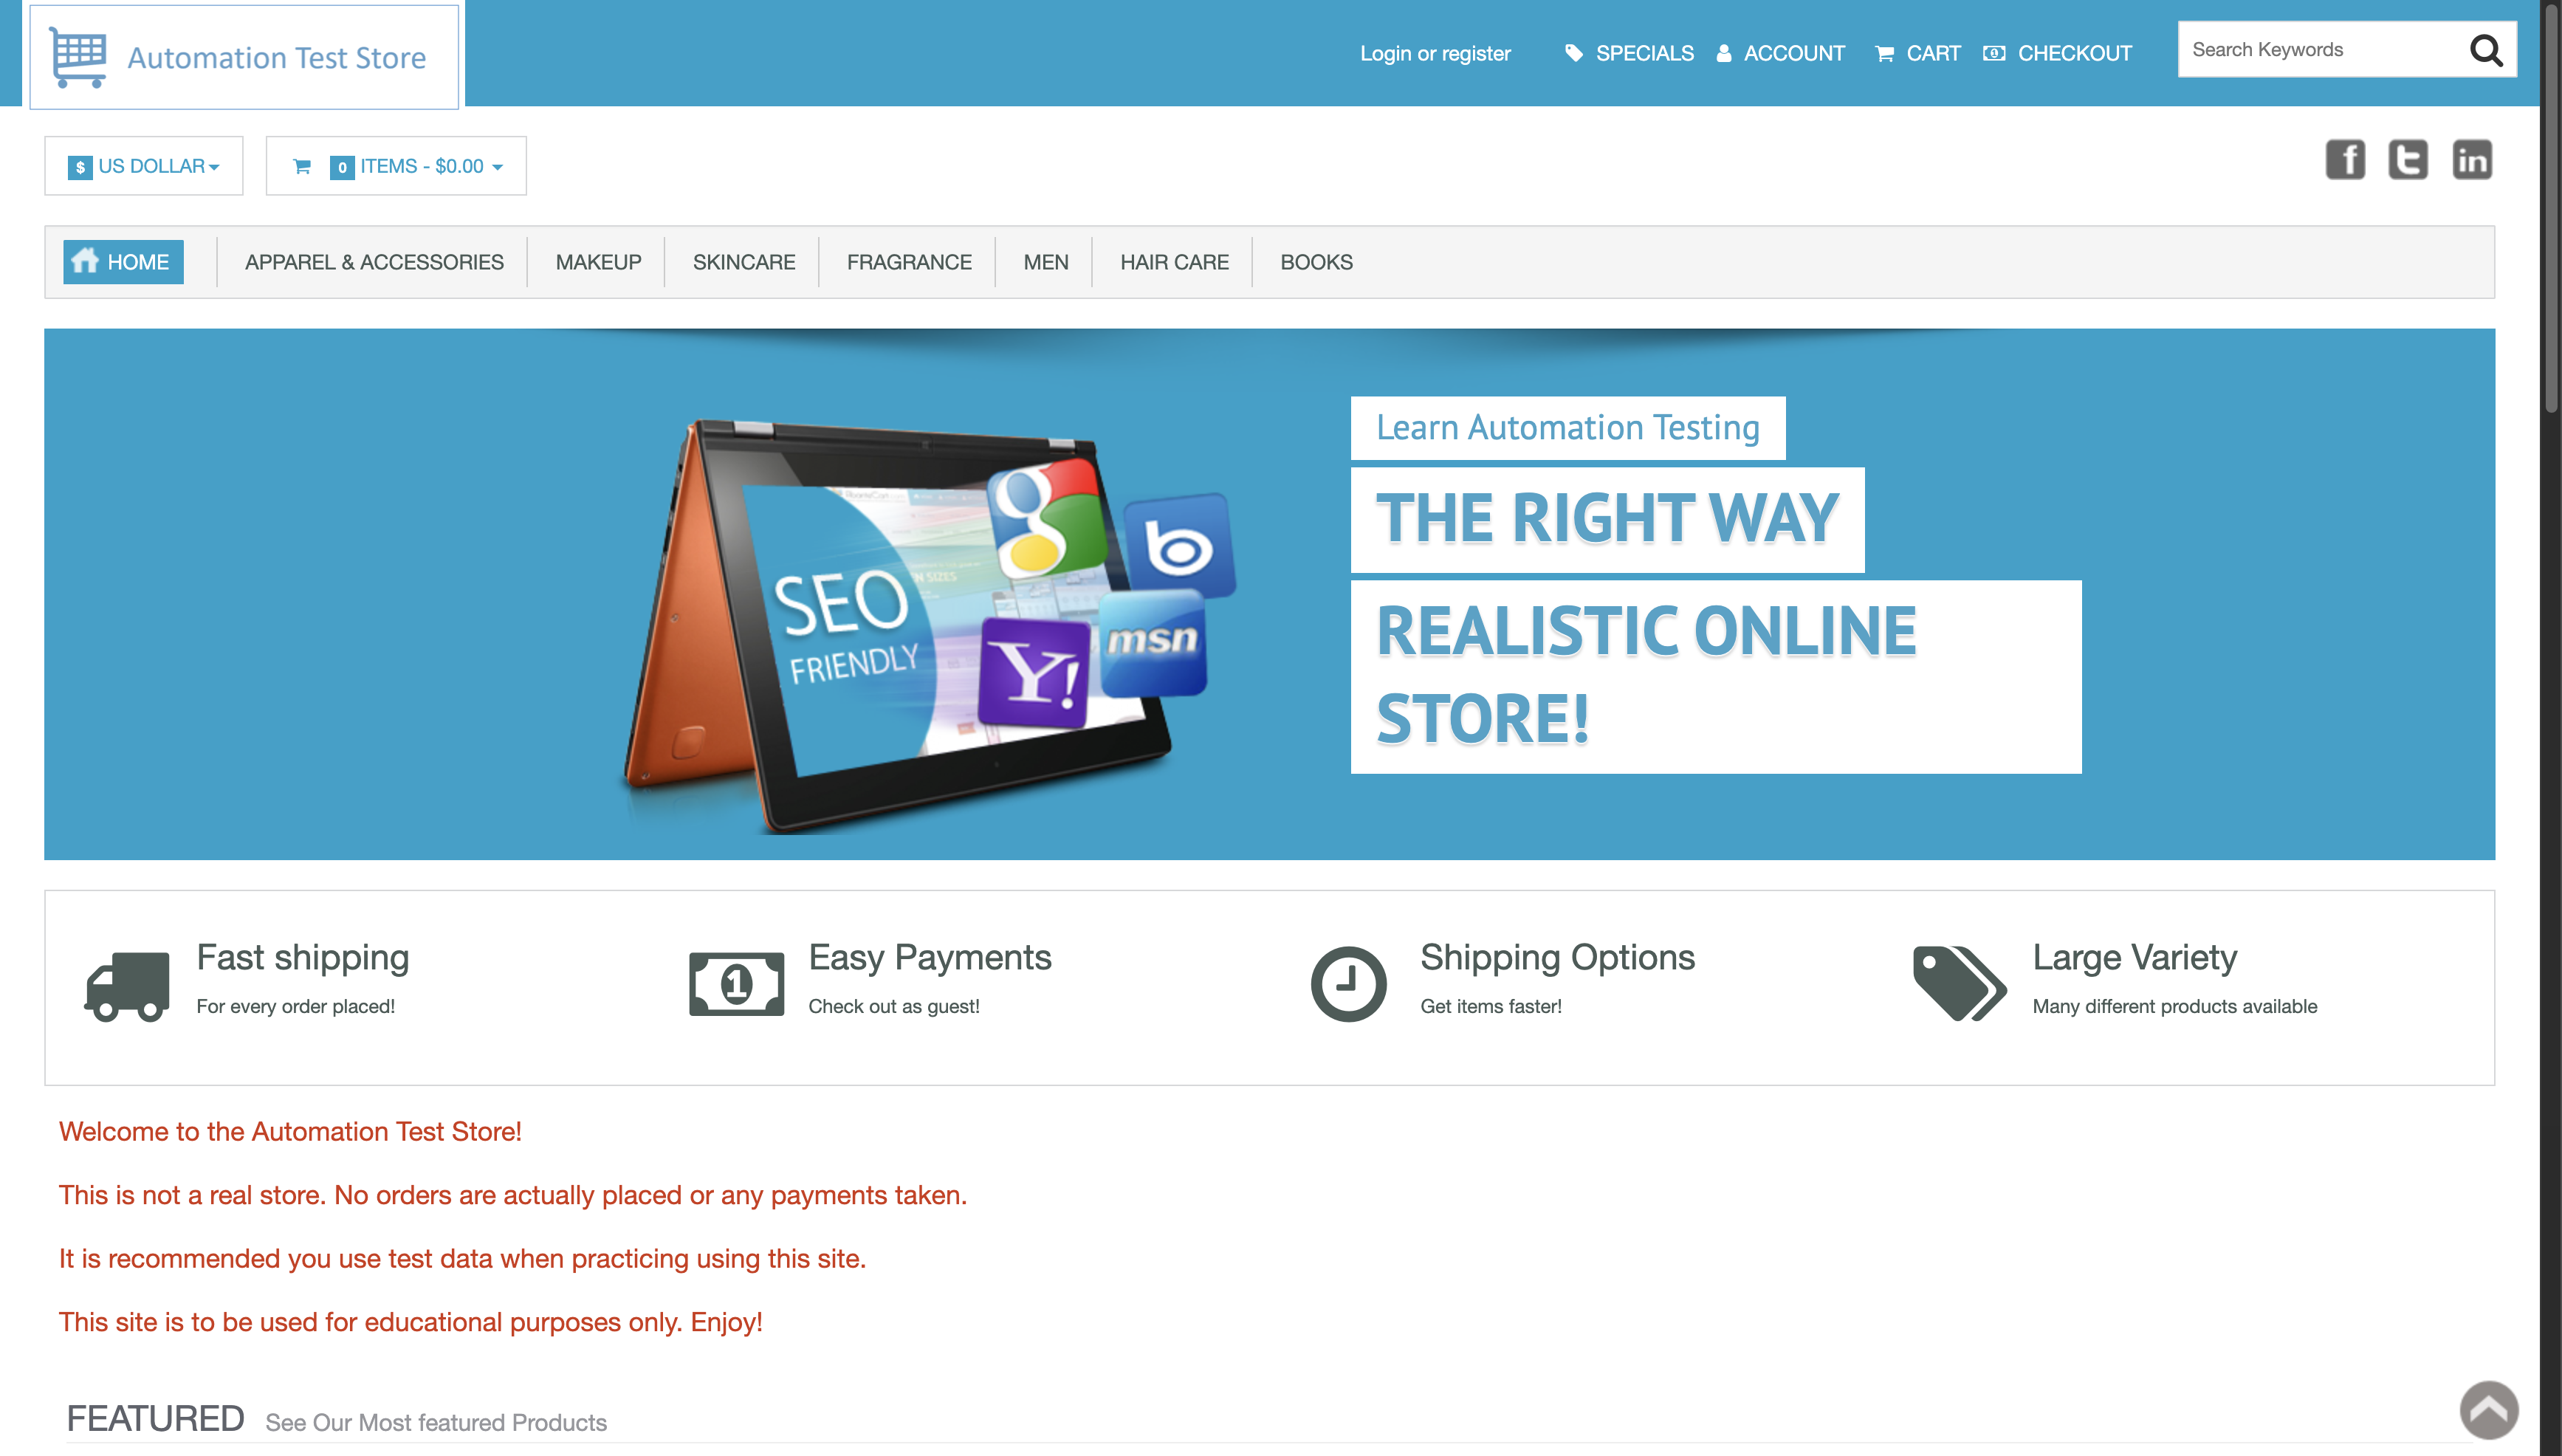 Automation Test Store
Login or register SPECIALS ACCOUNT CART CHECKOUT Search Keywords
$ US DOLLAR 0 ITEMS - $0.00
f t in
HOME APPAREL & ACCESSORIES MAKEUP SKINCARE FRAGRANCE MEN HAIR CARE BOOKS
Learn Automation Testing
THE RIGHT WAY
REALISTIC ONLINE
STORE!
SEO
FRIENDLY
g
b
msn
Y!
Fast shipping
For every order placed!
1
Easy Payments
Check out as guest!
Shipping Options
Get items faster!
Large Variety
Many different products available
Welcome to the Automation Test Store!
This is not a real store. No orders are actually placed or any payments taken.
It is recommended you use test data when practicing using this site.
This site is to be used for educational purposes only. Enjoy!
FEATURED See Our Most featured Products